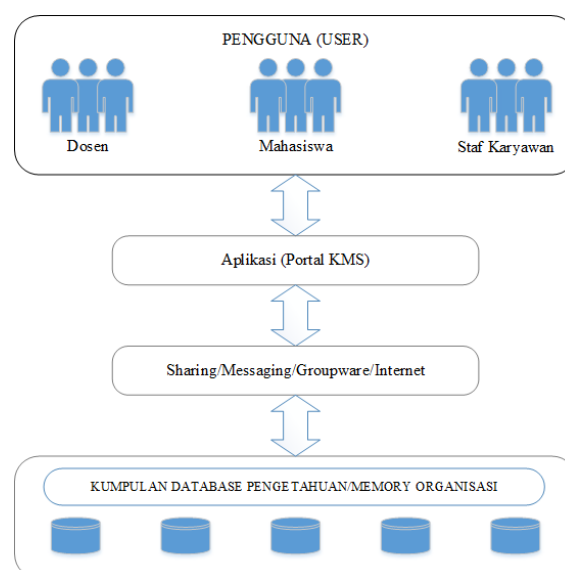 PENGGUNA (USER)
Dosen
Mahasiswa
Staf Karyawan
Aplikasi (Portal KMS)
Sharing/Messaging/Groupware/Internet
KUMPULAN DATABASE PENGETAHUAN/MEMORY ORGANISASI